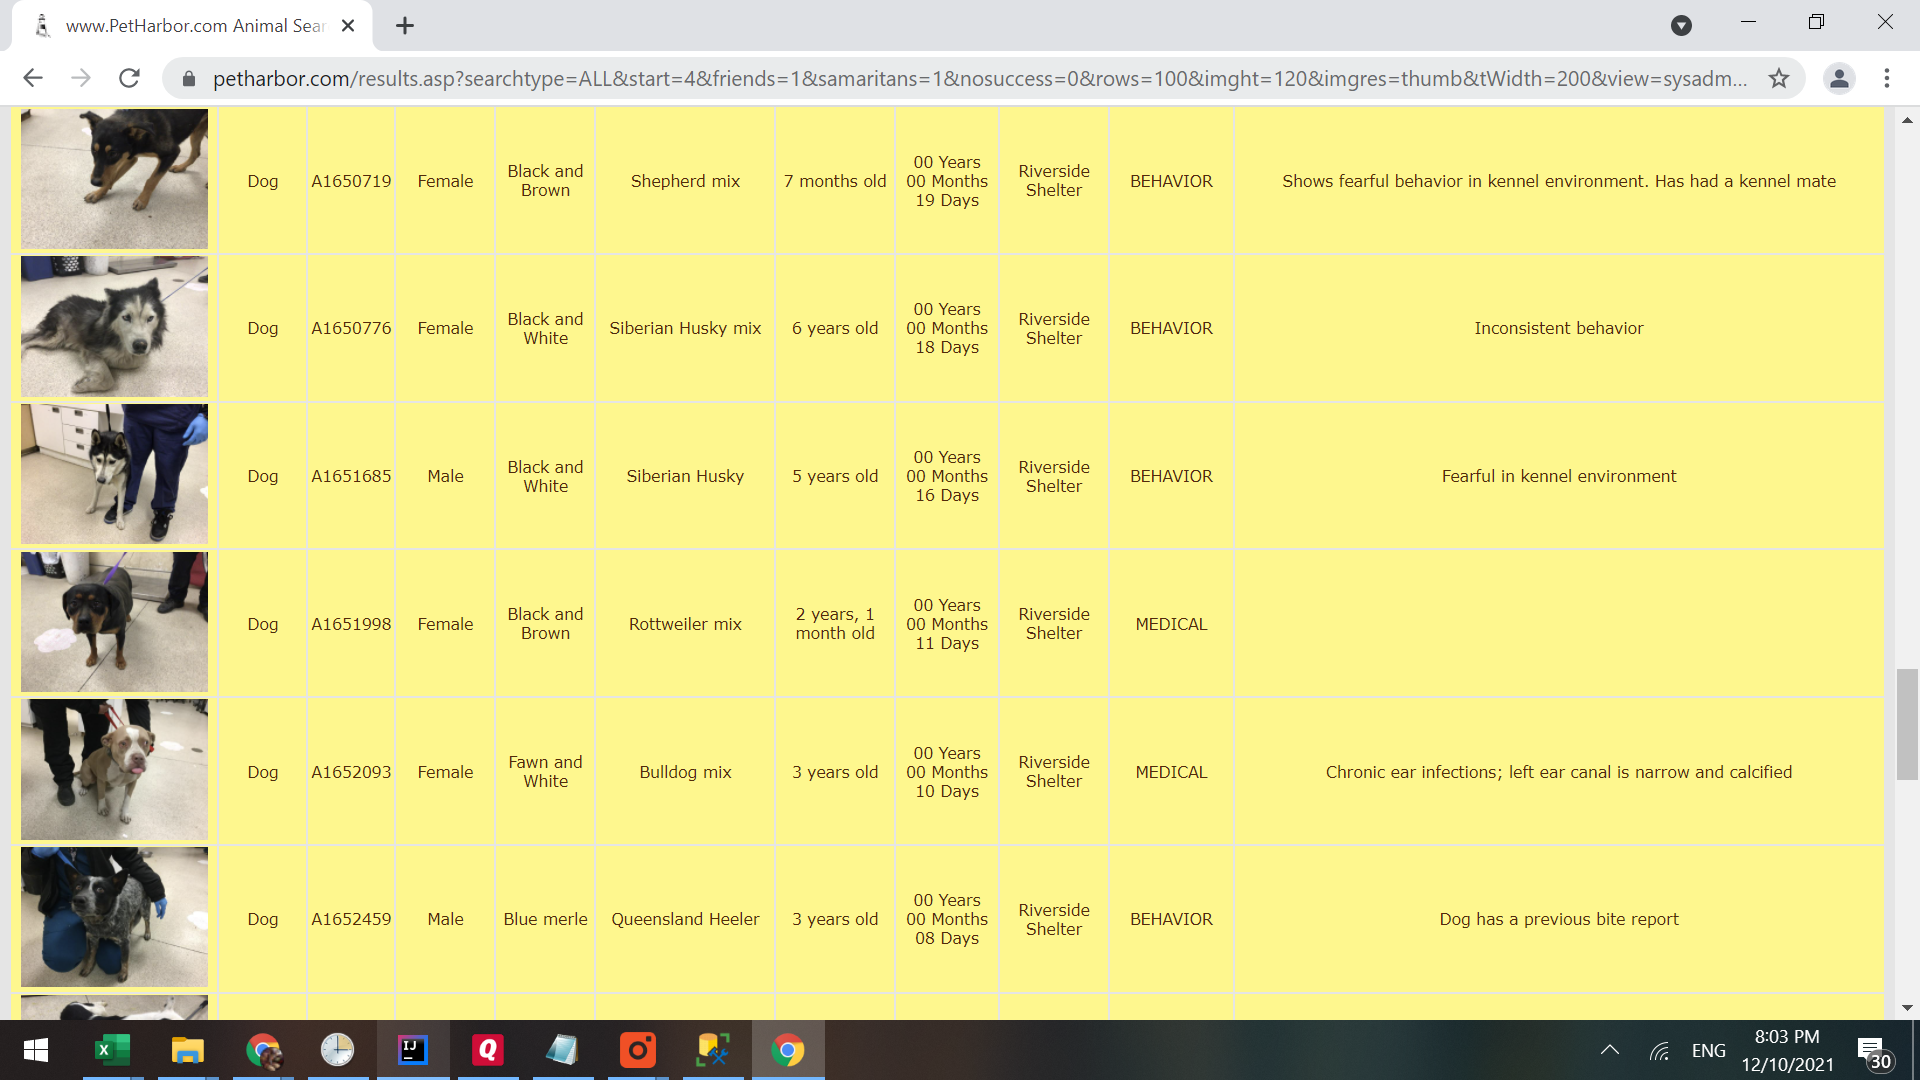 www.PetHarbor.com Animal Sear
petharbor.com/results.asp?searchtype=ALL&start=4&friends=1&samaritans=1&nosuccess=0&rows=100&imght=120&imgres=thumb&tWidth=200&view=sysadm...
Dog A1650719 Female Black and Brown Shepherd mix 7 months old 00 Years 00 Months 19 Days Riverside Shelter BEHAVIOR Shows fearful behavior in kennel environment. Has had a kennel mate
Dog A1650776 Female Black and White Siberian Husky mix 6 years old 00 Years 00 Months 18 Days Riverside Shelter BEHAVIOR Inconsistent behavior
Dog A1651685 Male Black and White Siberian Husky 5 years old 00 Years 00 Months 16 Days Riverside Shelter BEHAVIOR Fearful in kennel environment
Dog A1651998 Female Black and Brown Rottweiler mix 2 years, 1 month old 00 Years 00 Months 11 Days Riverside Shelter MEDICAL
Dog A1652093 Female Fawn and White Bulldog mix 3 years old 00 Years 00 Months 10 Days Riverside Shelter MEDICAL Chronic ear infections; left ear canal is narrow and calcified
Dog A1652459 Male Blue merle Queensland Heeler 3 years old 00 Years 00 Months 08 Days Riverside Shelter BEHAVIOR Dog has a previous bite report
ENG
8:03 PM
12/10/2021
30